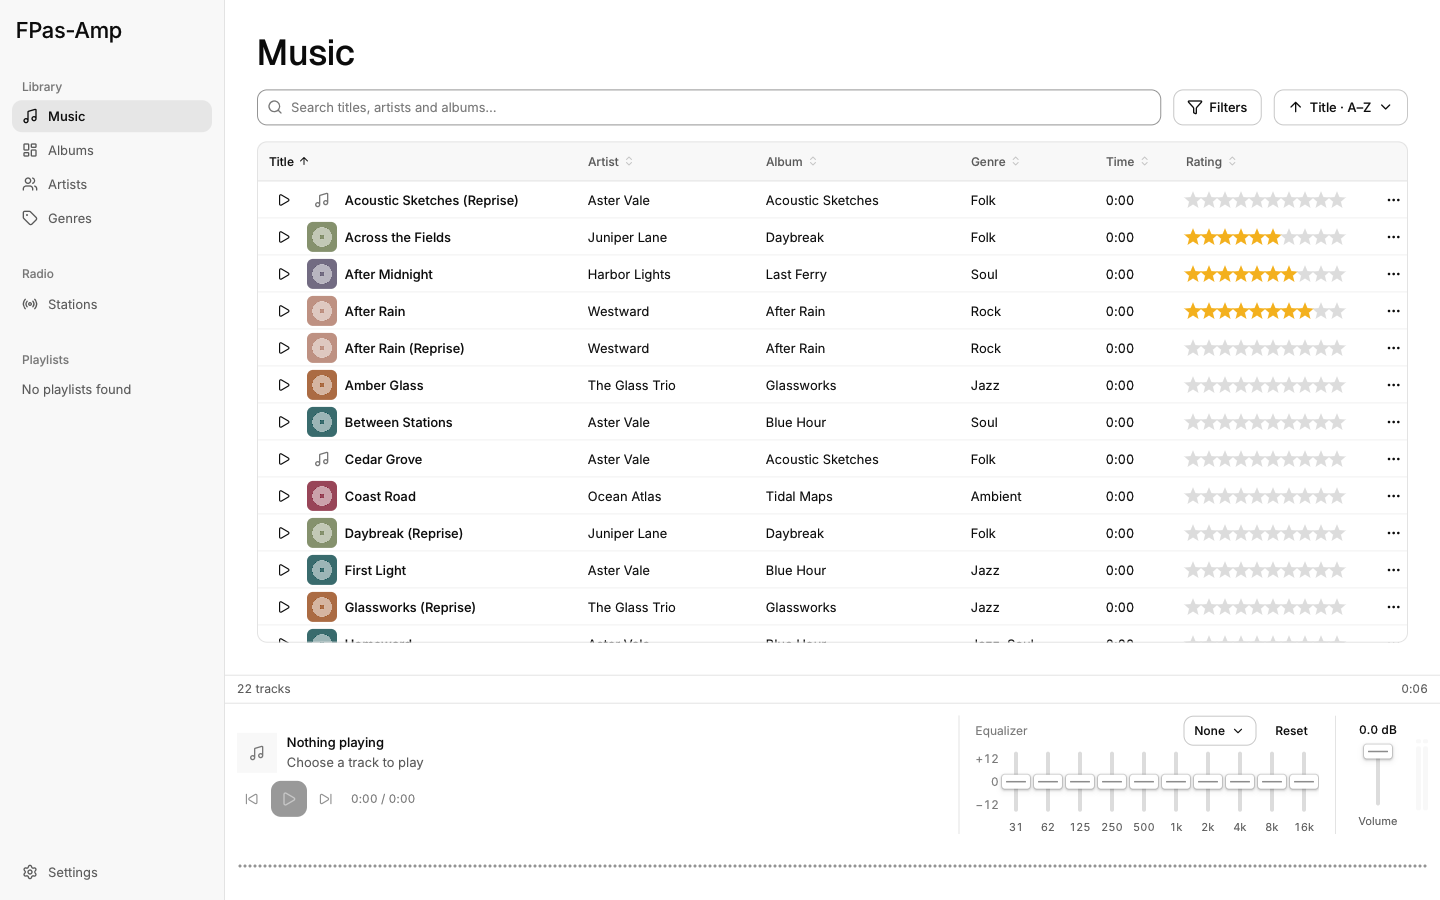 FPas-Amp
Library
Music
Albums
Artists
Genres
Radio
Stations
Playlists
No playlists found
Settings
Music
Search titles, artists and albums...
Filters
Title · A–Z
Title Artist Album Genre Time Rating
Acoustic Sketches (Reprise) Aster Vale Acoustic Sketches Folk 0:00
Across the Fields Juniper Lane Daybreak Folk 0:00
After Midnight Harbor Lights Last Ferry Soul 0:00
After Rain Westward After Rain Rock 0:00
After Rain (Reprise) Westward After Rain Rock 0:00
Amber Glass The Glass Trio Glassworks Jazz 0:00
Between Stations Aster Vale Blue Hour Soul 0:00
Cedar Grove Aster Vale Acoustic Sketches Folk 0:00
Coast Road Ocean Atlas Tidal Maps Ambient 0:00
Daybreak (Reprise) Juniper Lane Daybreak Folk 0:00
First Light Aster Vale Blue Hour Jazz 0:00
Glassworks (Reprise) The Glass Trio Glassworks Jazz 0:00
22 tracks 0:06
Nothing playing
Choose a track to play
0:00 / 0:00
Equalizer None Reset
+12
0
−12
31 62 125 250 500 1k 2k 4k 8k 16k
0.0 dB
Volume